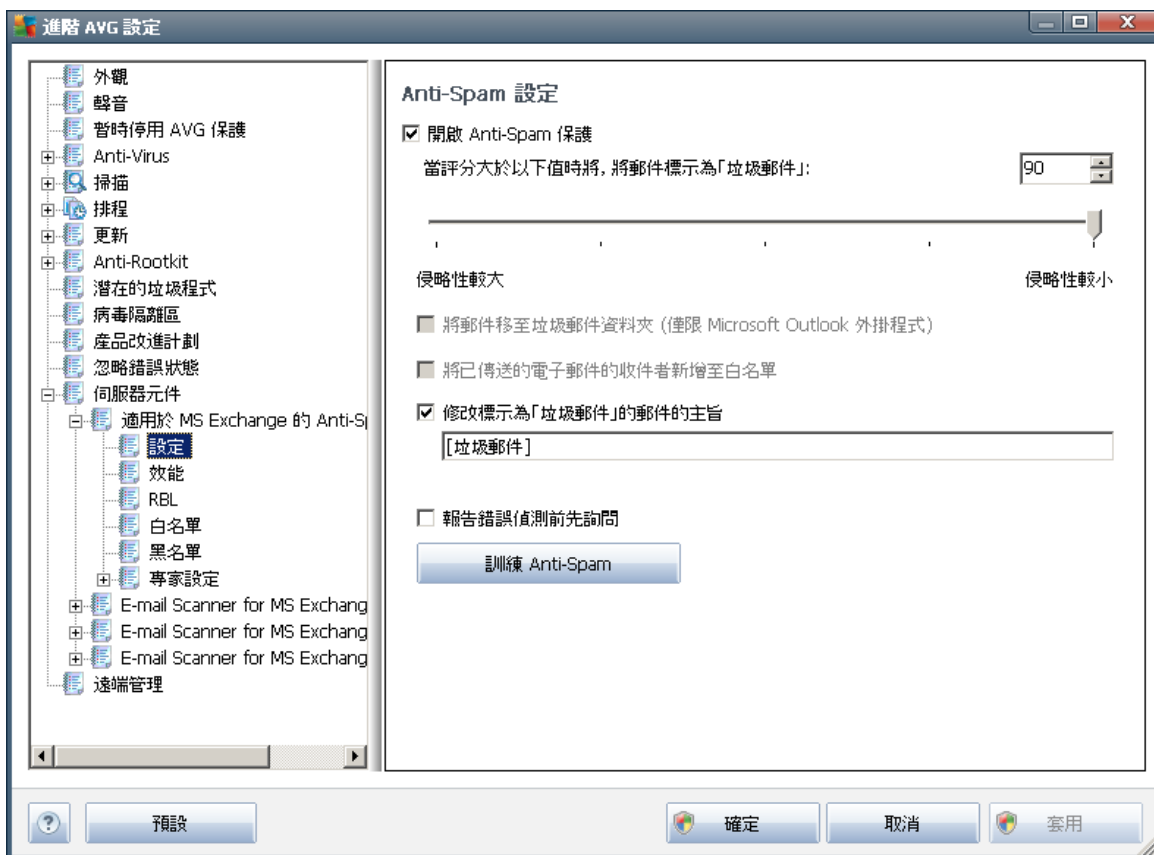 進階 AVG 設定
外觀
聲音
暫時停用 AVG 保護
Anti-Virus
掃描
排程
更新
Anti-Rootkit
潛在的垃圾程式
病毒隔離區
產品改進計劃
忽略錯誤狀態
伺服器元件
適用於 MS Exchange 的 Anti-Sp
設定
效能
RBL
白名單
黑名單
專家設定
E-mail Scanner for MS Exchang
E-mail Scanner for MS Exchang
E-mail Scanner for MS Exchang
遠端管理
Anti-Spam 設定
開啟 Anti-Spam 保護
當評分大於以下值時將, 將郵件標示為「垃圾郵件」:
90
侵略性較大
侵略性較小
將郵件移至垃圾郵件資料夾 (僅限 Microsoft Outlook 外掛程式)
將已傳送的電子郵件的收件者新增至白名單
修改標示為「垃圾郵件」的郵件的主旨
[垃圾郵件]
報告錯誤偵測前先詢問
訓練 Anti-Spam
預設
確定
取消
套用